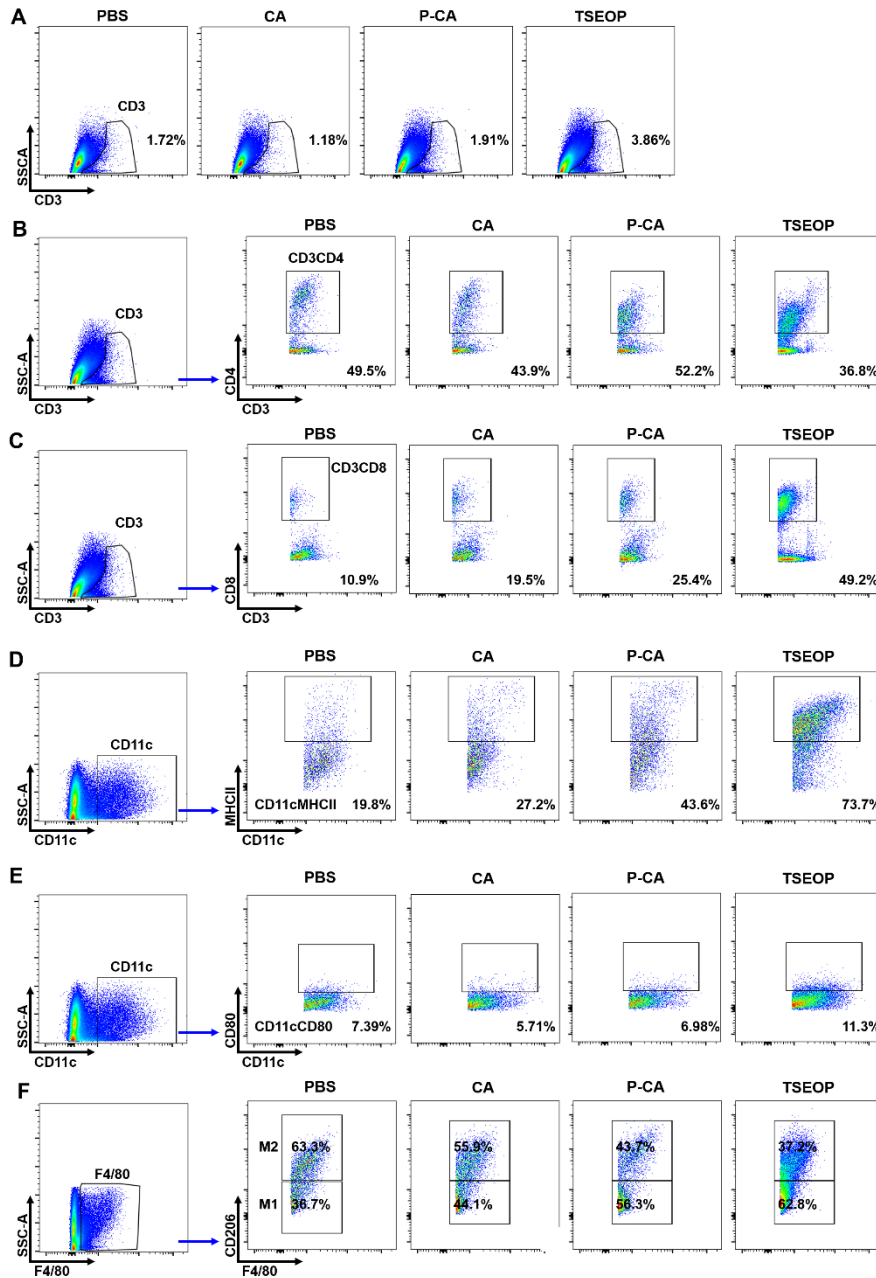 A
PBS
CA
P-CA
TSEOP
CD3
1.72%
1.18%
1.91%
3.86%
SSCA
CD3
B
PBS
CA
P-CA
TSEOP
CD3
CD3CD4
SSC-A
CD3
CD4
CD3
49.5%
43.9%
52.2%
36.8%
C
PBS
CA
P-CA
TSEOP
CD3
CD3CD8
SSC-A
CD3
CD8
CD3
10.9%
19.5%
25.4%
49.2%
D
PBS
CA
P-CA
TSEOP
CD11c
SSC-A
CD11c
MHCII
CD11c
CD11cMHCII
19.8%
27.2%
43.6%
73.7%
E
PBS
CA
P-CA
TSEOP
CD11c
SSC-A
CD11c
CD80
CD11c
CD11cCD80
7.39%
5.71%
6.98%
11.3%
F
PBS
CA
P-CA
TSEOP
F4/80
SSC-A
F4/80
CD206
F4/80
M2
63.3%
55.9%
43.7%
37.2%
M1
36.7%
44.1%
56.3%
62.8%